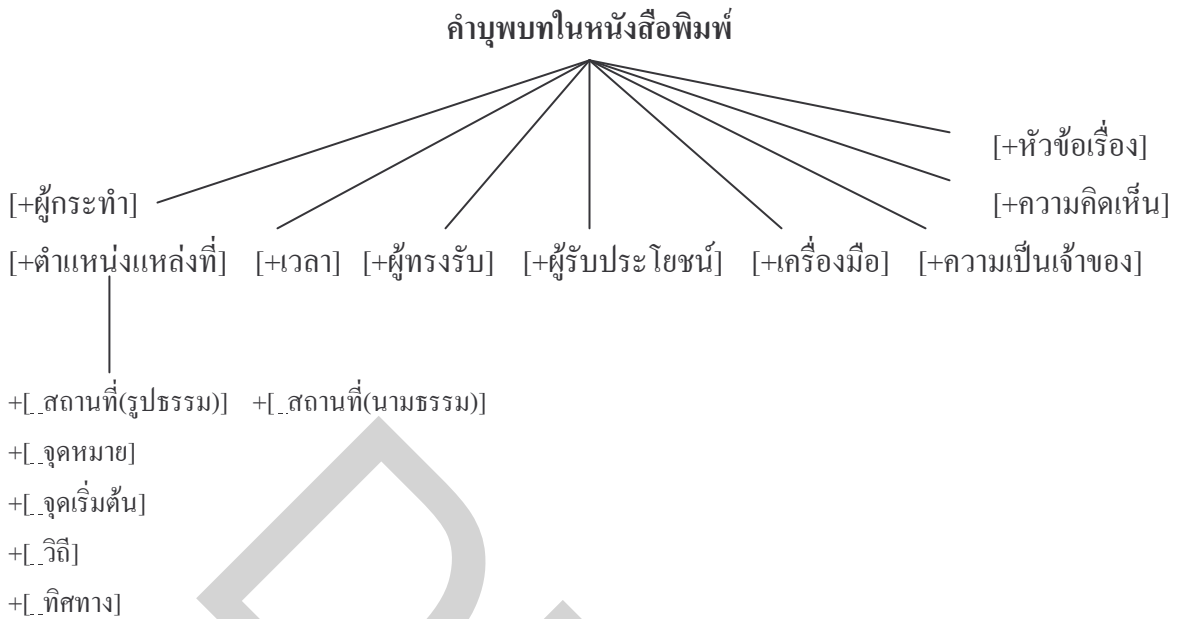 คำบุพบทในหนังสือพิมพ์
[+หัวข้อเรื่อง]
[+ผู้กระทำ] [+ความคิดเห็น]
[+ตำแหน่งแหล่งที่] [+เวลา] [+ผู้ทรงรับ] [+ผู้รับประโยชน์] [+เครื่องมือ] [+ความเป็นเจ้าของ]
+[_สถานที่(รูปธรรม)] +[_สถานที่(นามธรรม)]
+[_จุดหมาย]
+[_จุดเริ่มต้น]
+[_วิถี]
+[_ทิศทาง]